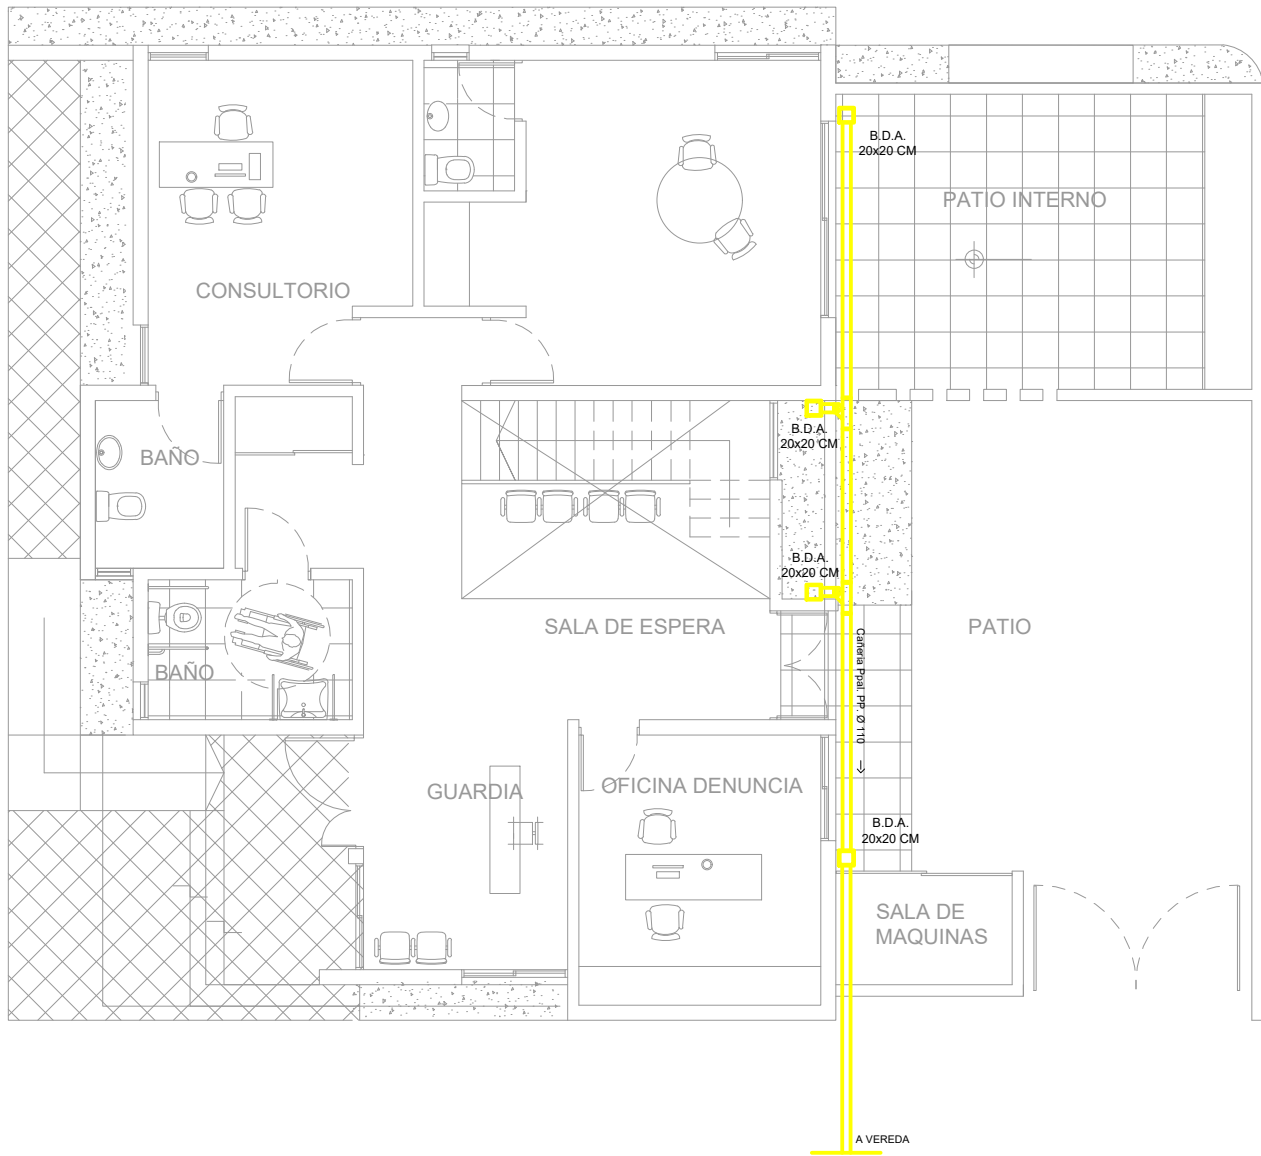 B.D.A.
20x20 CM
PATIO INTERNO
CONSULTORIO
B.D.A.
20x20 CM
BAÑO
B.D.A.
20x20 CM
SALA DE ESPERA
PATIO
BAÑO
Cañeria Ppal. PP. Ø 110
GUARDIA
OFICINA DENUNCIA
B.D.A.
20x20 CM
SALA DE
MAQUINAS
A VEREDA